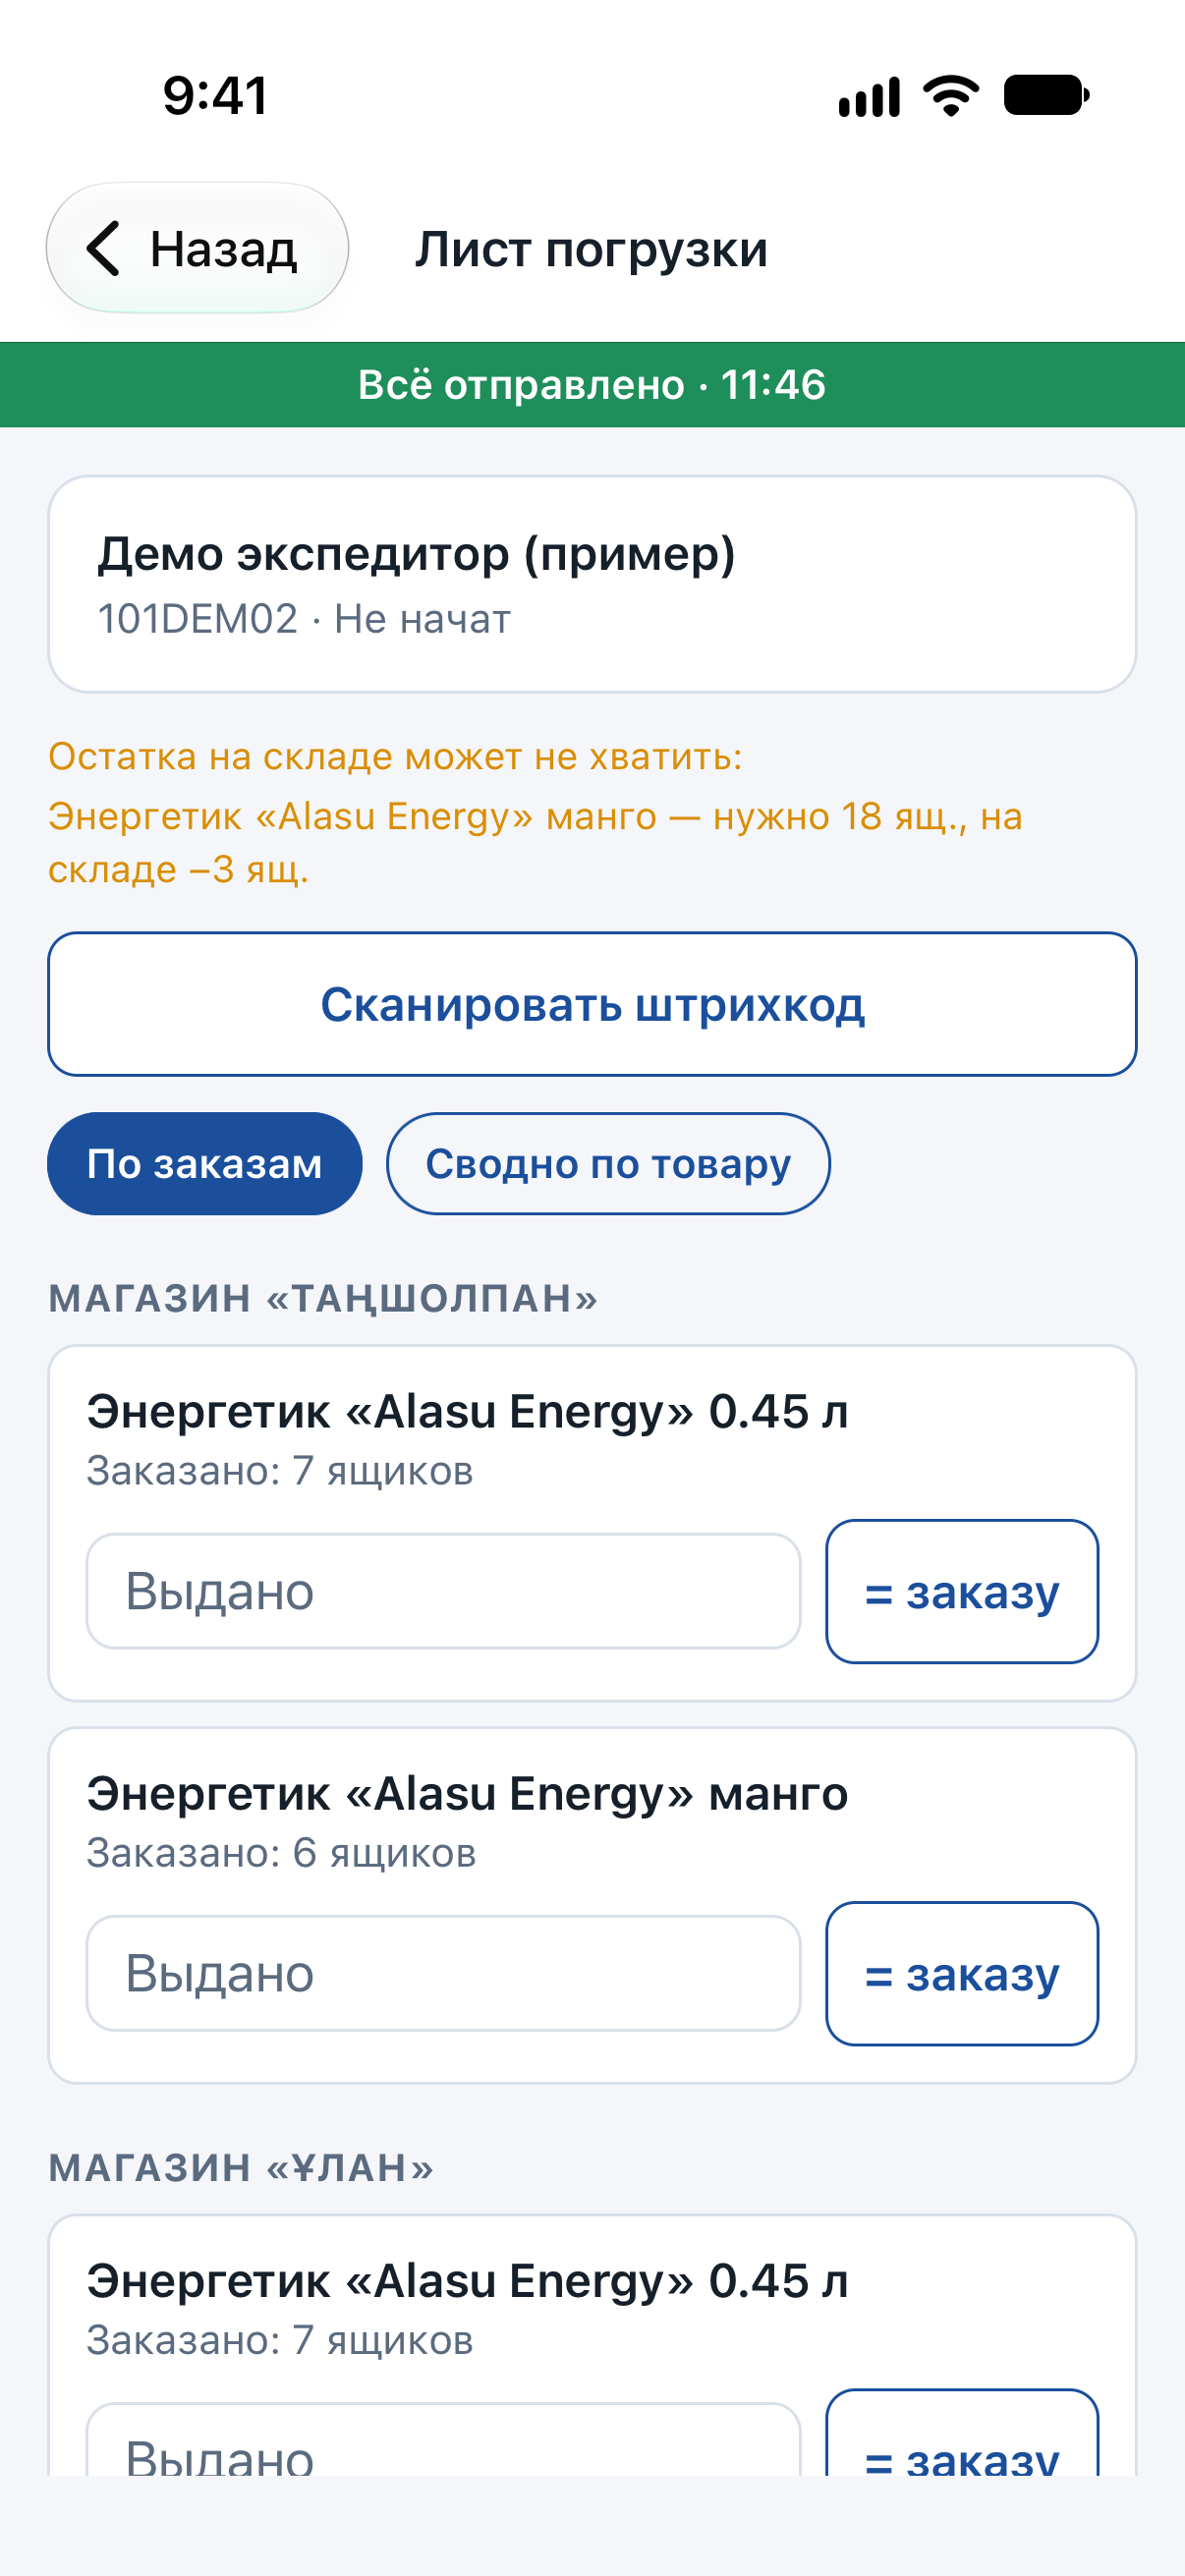 9:41
Назад
Лист погрузки
Всё отправлено · 11:46
Демо экспедитор (пример)
101DEM02 · Не начат
Остатка на складе может не хватить:
Энергетик «Alasu Energy» манго — нужно 18 ящ., на
складе −3 ящ.
Сканировать штрихкод
По заказам
Сводно по товару
МАГАЗИН «ТАҢШОЛПАН»
Энергетик «Alasu Energy» 0.45 л
Заказано: 7 ящиков
Выдано
= заказу
Энергетик «Alasu Energy» манго
Заказано: 6 ящиков
Выдано
= заказу
МАГАЗИН «ҰЛАН»
Энергетик «Alasu Energy» 0.45 л
Заказано: 7 ящиков
Выдано
= заказу